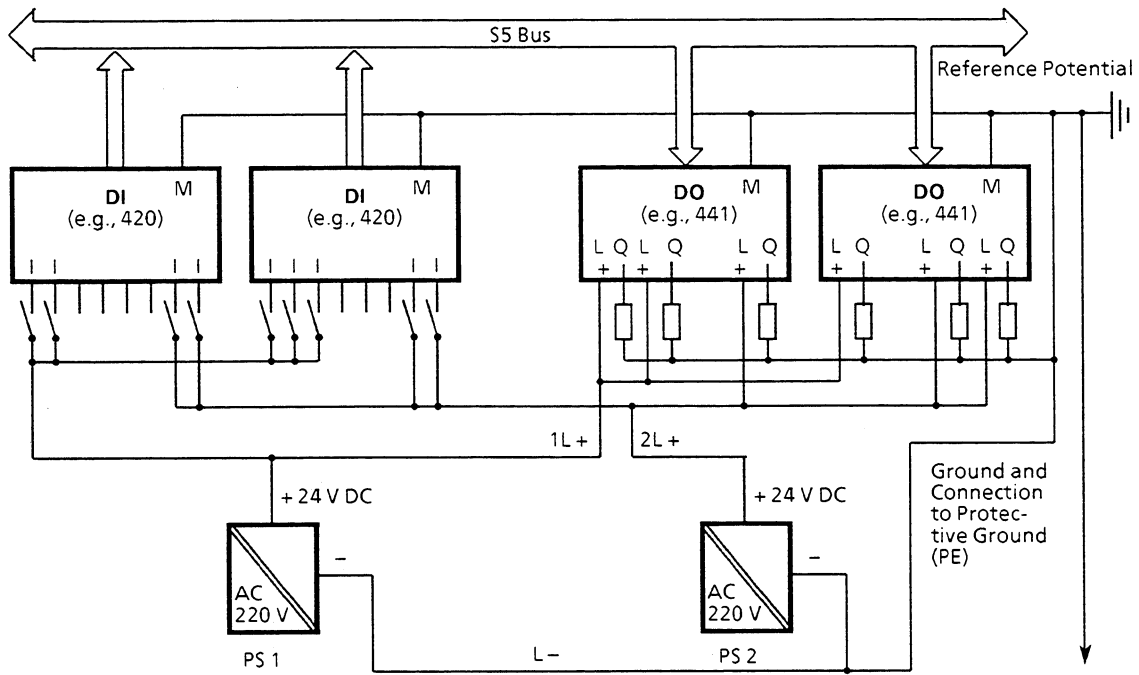 S5 Bus
Reference Potential
DI
(e.g., 420)
M
DI
(e.g., 420)
M
DO
(e.g., 441)
M
DO
(e.g., 441)
M
I I I I
I I I I I
L Q L Q L Q
+ + +
L Q L Q L Q
+ + +
1L +
2L +
+ 24 V DC
+ 24 V DC
Ground and
Connection
to Protec-
tive Ground
(PE)
–
–
AC
220 V
AC
220 V
PS 1
L –
PS 2